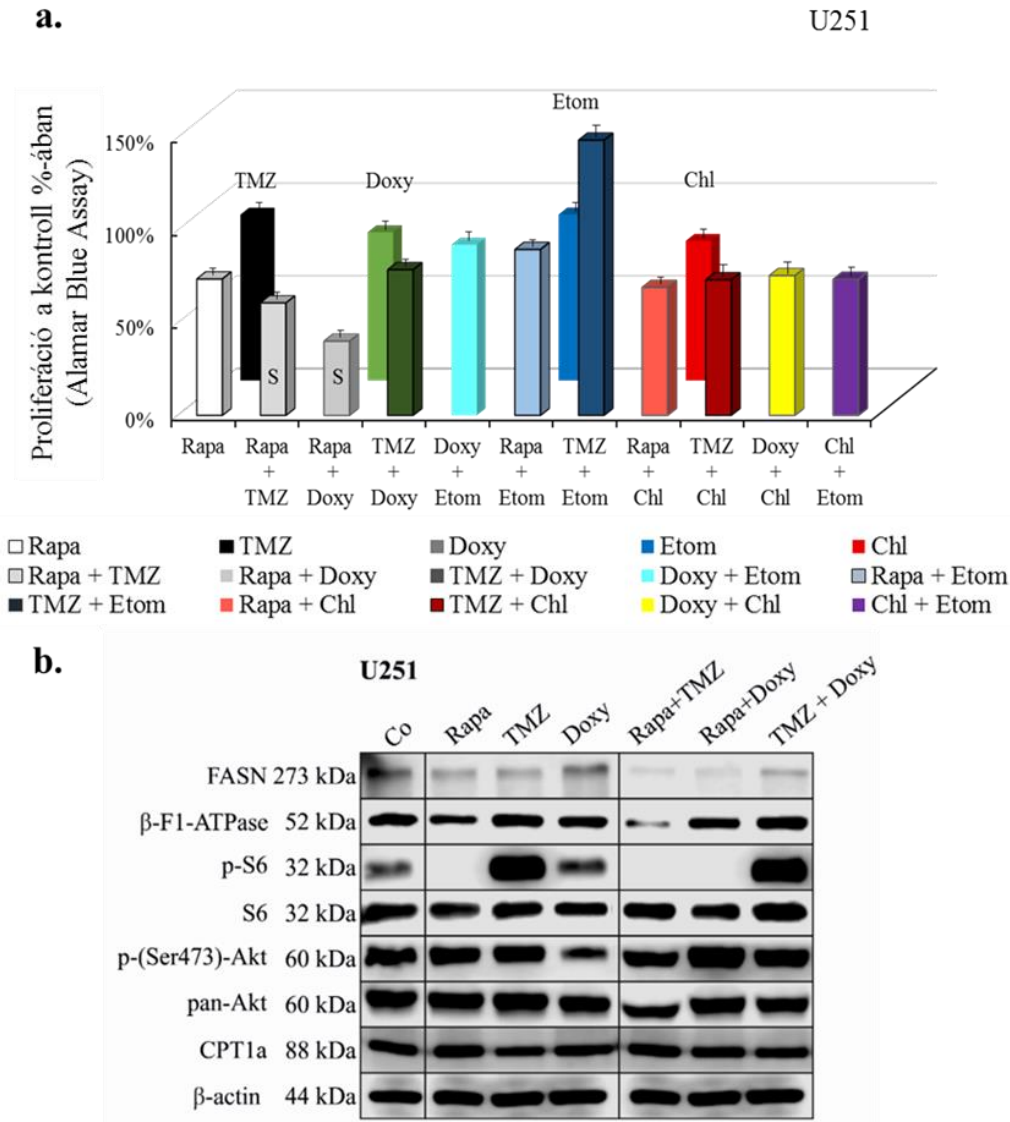 a.
U251
Proliferáció a kontroll %-ában
(Alamar Blue Assay)
150%
100%
50%
0%
Etom
TMZ
Doxy
Chl
S
S
Rapa
Rapa + TMZ
Rapa + Doxy
TMZ + Doxy
Doxy + Etom
Rapa + Etom
TMZ + Etom
Rapa + Chl
TMZ + Chl
Doxy + Chl
Chl + Etom
Rapa TMZ Doxy Etom Chl
Rapa + TMZ Rapa + Doxy TMZ + Doxy Doxy + Etom Rapa + Etom
TMZ + Etom Rapa + Chl TMZ + Chl Doxy + Chl Chl + Etom
b.
U251
Co Rapa TMZ Doxy Rapa+TMZ Rapa+Doxy TMZ + Doxy
FASN 273 kDa
β-F1-ATPase 52 kDa
p-S6 32 kDa
S6 32 kDa
p-(Ser473)-Akt 60 kDa
pan-Akt 60 kDa
CPT1a 88 kDa
β-actin 44 kDa